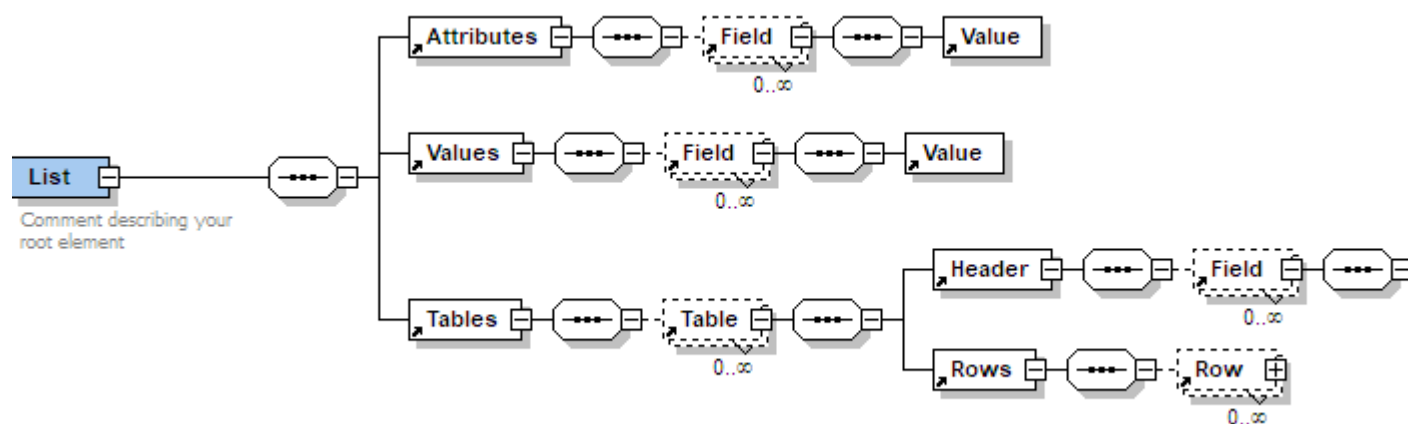 Attributes Field Value
0..∞
Values Field Value
0..∞
List
Comment describing your
root element
Header Field
0..∞
Tables Table
0..∞
Rows Row
0..∞